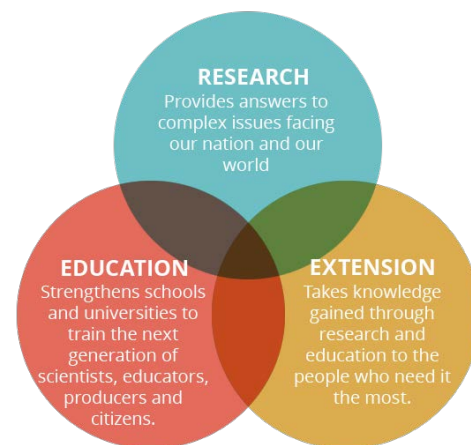 RESEARCH
Provides answers to
complex issues facing
our nation and our
world
EDUCATION
Strengthens schools
and universities to
train the next
generation of
scientists, educators,
producers and
citizens.
EXTENSION
Takes knowledge
gained through
research and
education to the
people who need it
the most.